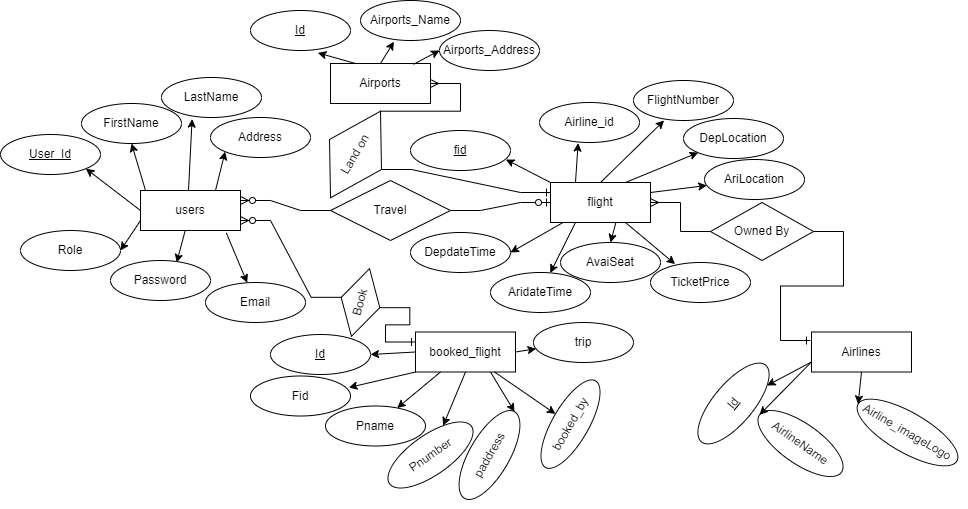 Id
Airports_Name
Airports_Address
Airports
LastName
FirstName
Address
User_Id
users
Role
Password
Email
Land on
Travel
Book
fid
Airline_id
FlightNumber
DepLocation
AriLocation
flight
DepdateTime
AridateTime
AvaiSeat
TicketPrice
Owned By
Id
booked_flight
trip
Fid
Pname
Pnumber
paddress
booked_by
Airlines
Id
AirlineName
Airline_imageLogo